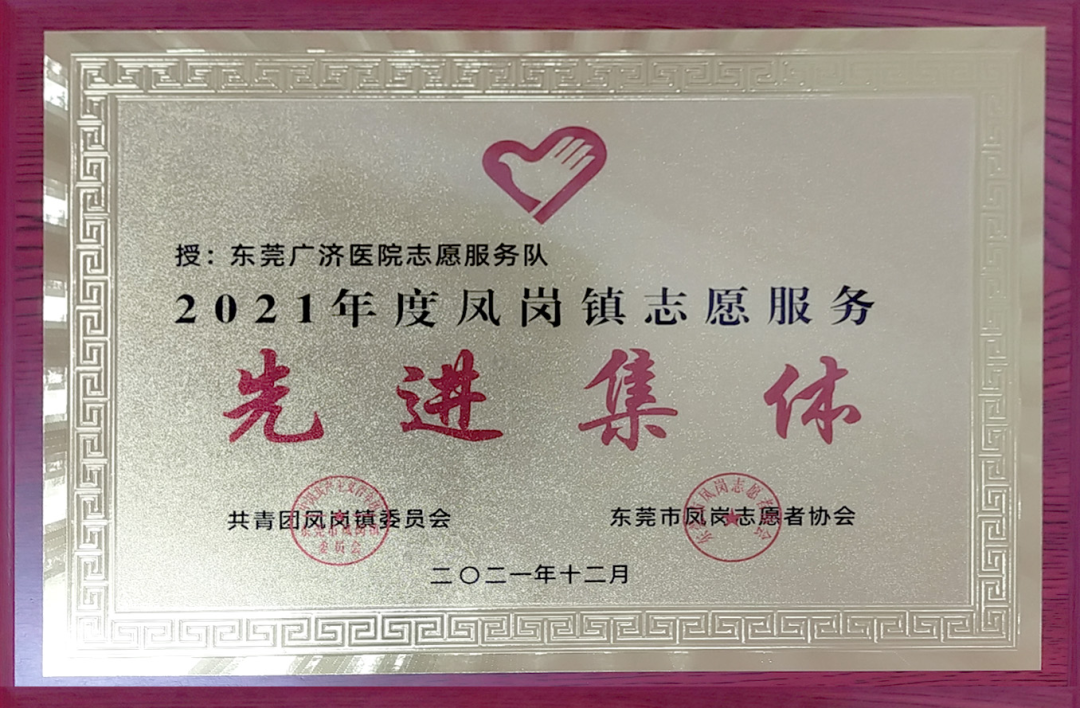 授：东莞广济医院志愿服务队
2021年度凤岗镇志愿服务
先进集体
共青团凤岗镇委员会
东莞市凤岗志愿者协会
二〇二一年十二月